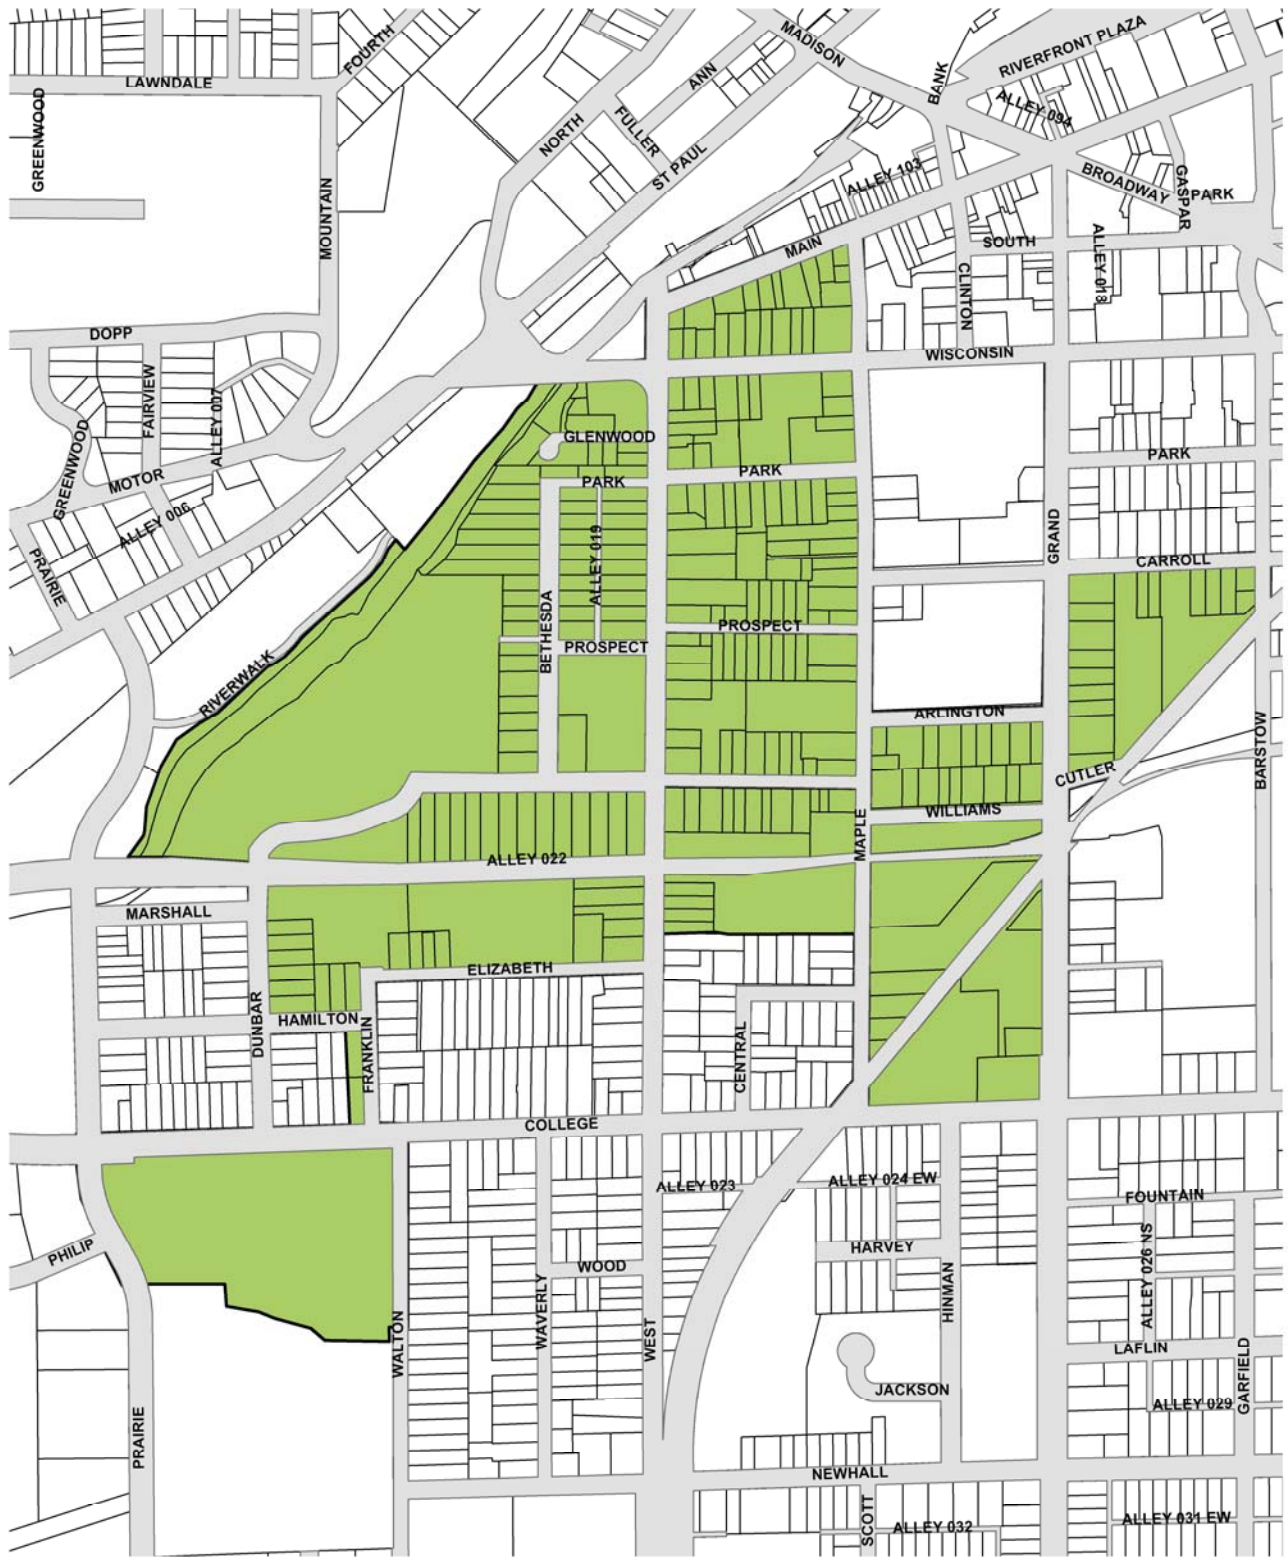 MADISON
RIVERFRONT PLAZA
FOURTH
LAWNDALE
ANN
BANK
ALLEY 094
GREENWOOD
NORTH
FULLER
ST PAUL
ALLEY 103
BROADWAY
GASPAR
PARK
MOUNTAIN
MAIN
SOUTH
CLINTON
ALLEY 018
DOPP
WISCONSIN
FAIRVIEW
ALLEY 007
GREENWOOD
GLENWOOD
PARK
PARK
PARK
MOTOR
ALLEY 006
ALLEY 019
GRAND
CARROLL
PRAIRIE
BETHESDA
PROSPECT
PROSPECT
RIVERWALK
ARLINGTON
BARSTOW
CUTLER
WILLIAMS
MAPLE
ALLEY 022
MARSHALL
ELIZABETH
HAMILTON
DUNBAR
FRANKLIN
CENTRAL
COLLEGE
ALLEY 023
ALLEY 024 EW
FOUNTAIN
PHILIP
HARVEY
ALLEY 026 NS
WOOD
WAVERLY
HINMAN
WALTON
WEST
LAFLIN
GARFIELD
JACKSON
ALLEY 029
PRAIRIE
NEWHALL
SCOTT
ALLEY 032
ALLEY 031 EW